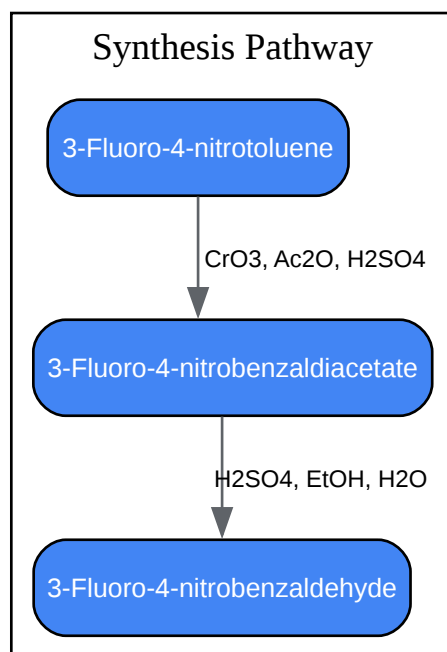 Synthesis Pathway
3-Fluoro-4-nitrotoluene
CrO3, Ac2O, H2SO4
3-Fluoro-4-nitrobenzaldiacetate
H2SO4, EtOH, H2O
3-Fluoro-4-nitrobenzaldehyde